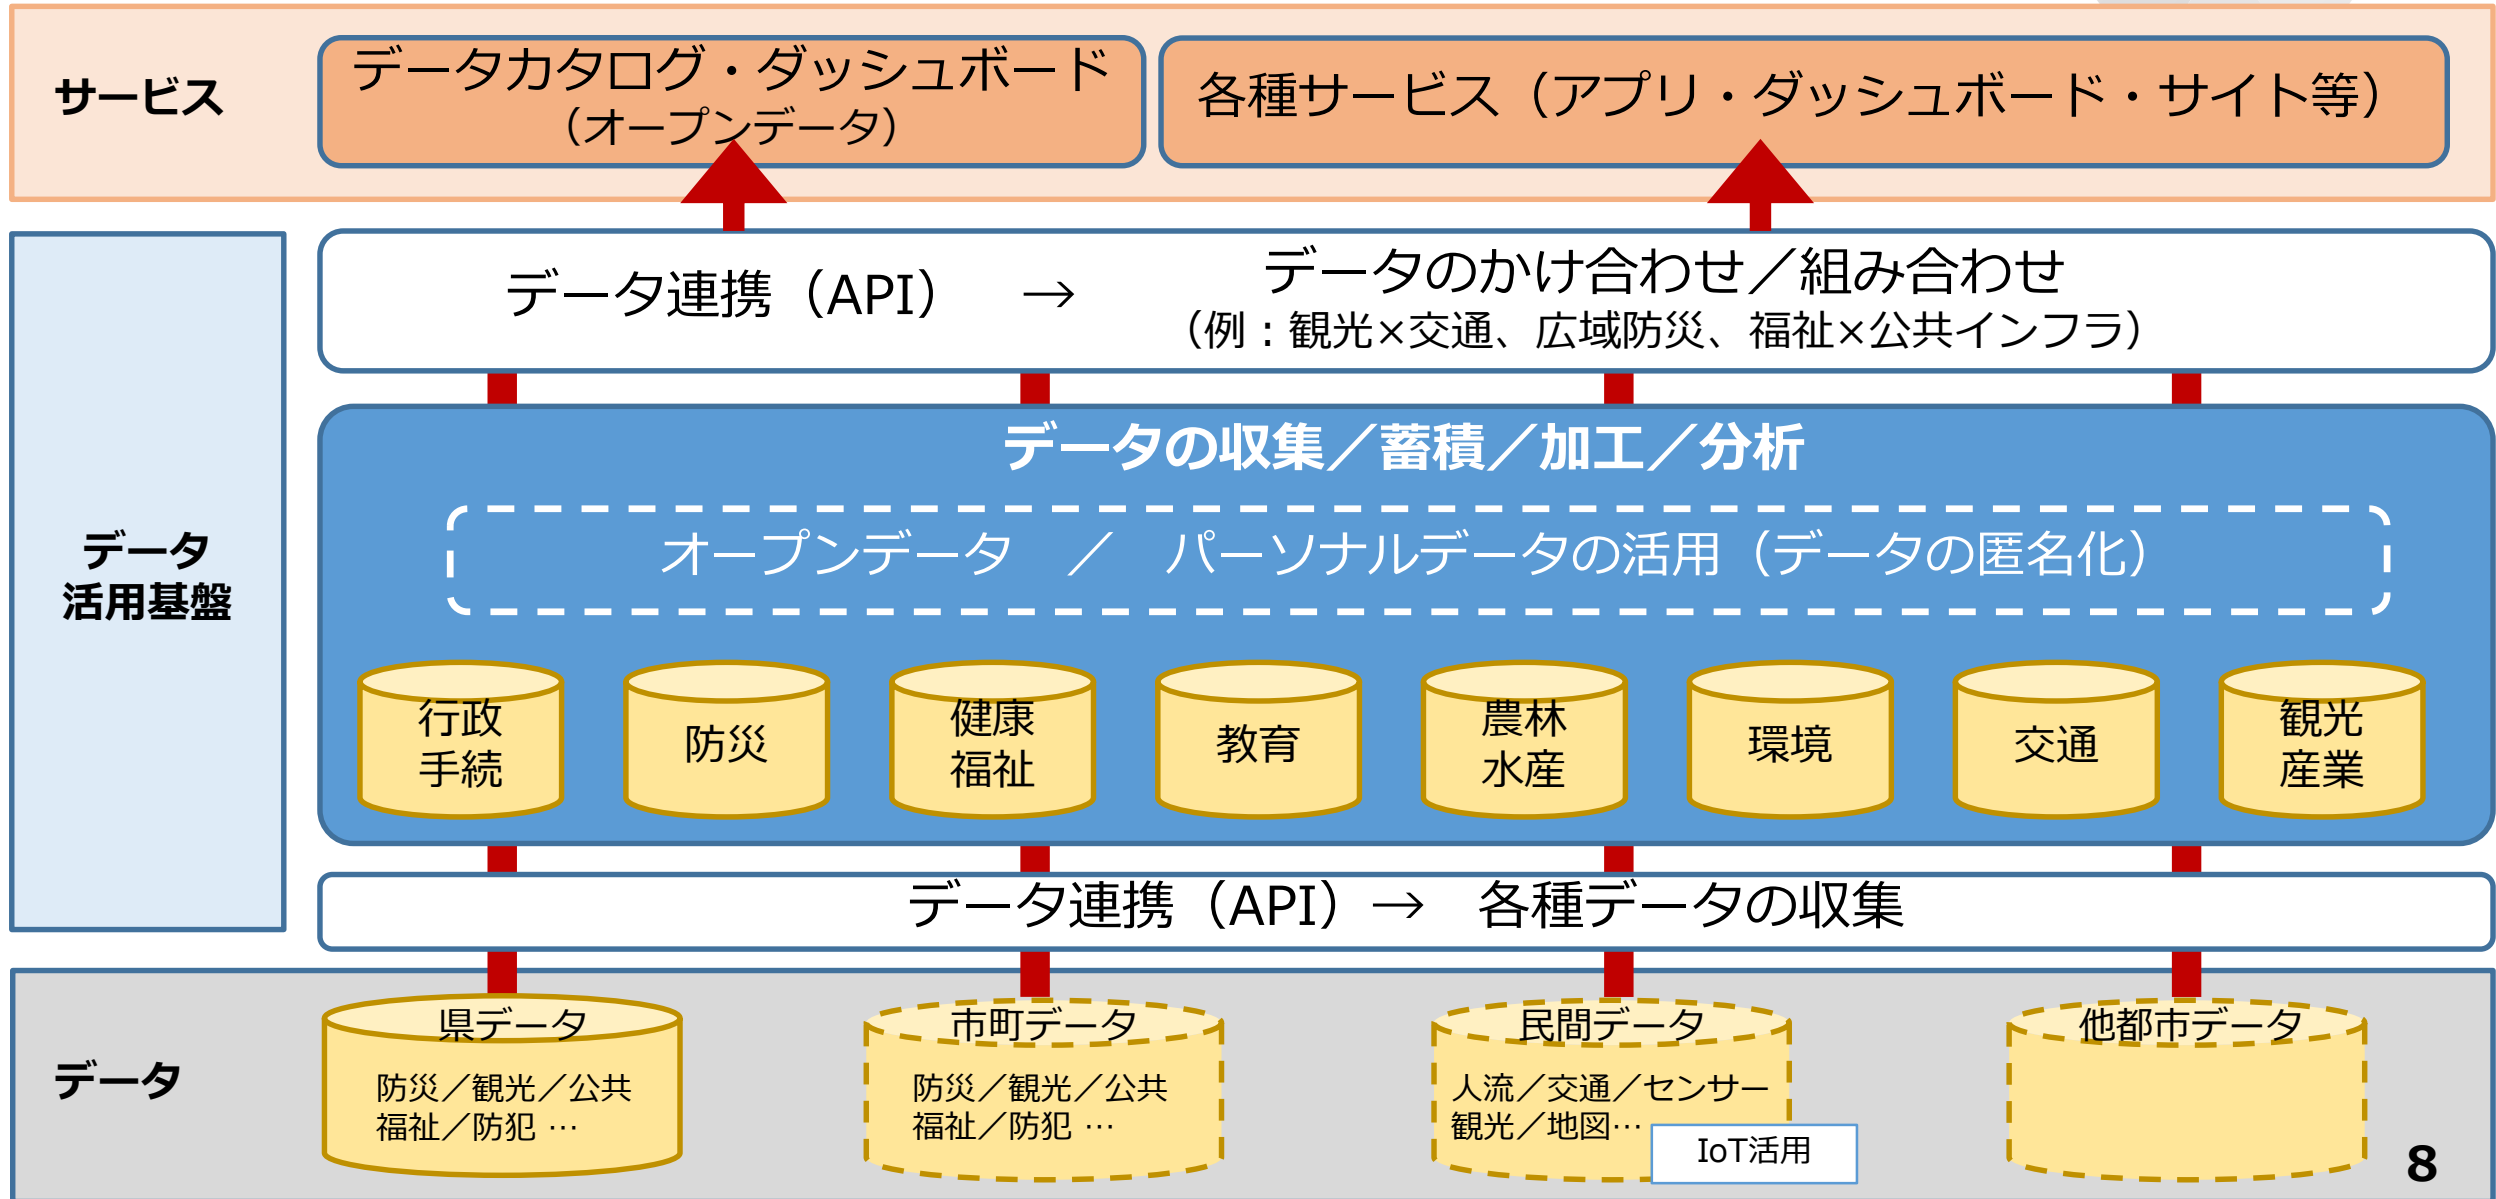 サービス
データカタログ・ダッシュボード
（オープンデータ）
各種サービス（アプリ・ダッシュボード・サイト等）
データ
活用基盤
データ連携（API）　→
データのかけ合わせ／組み合わせ
（例：観光×交通、広域防災、福祉×公共インフラ）
データの収集／蓄積／加工／分析
オープンデータ　／　パーソナルデータの活用（データの匿名化）
行政
手続
防災
健康
福祉
教育
農林
水産
環境
交通
観光
産業
データ連携（API）→　各種データの収集
データ
県データ
防災／観光／公共
福祉／防犯 …
市町データ
防災／観光／公共
福祉／防犯 …
民間データ
人流／交通／センサー
観光／地図…
IoT活用
他都市データ
8